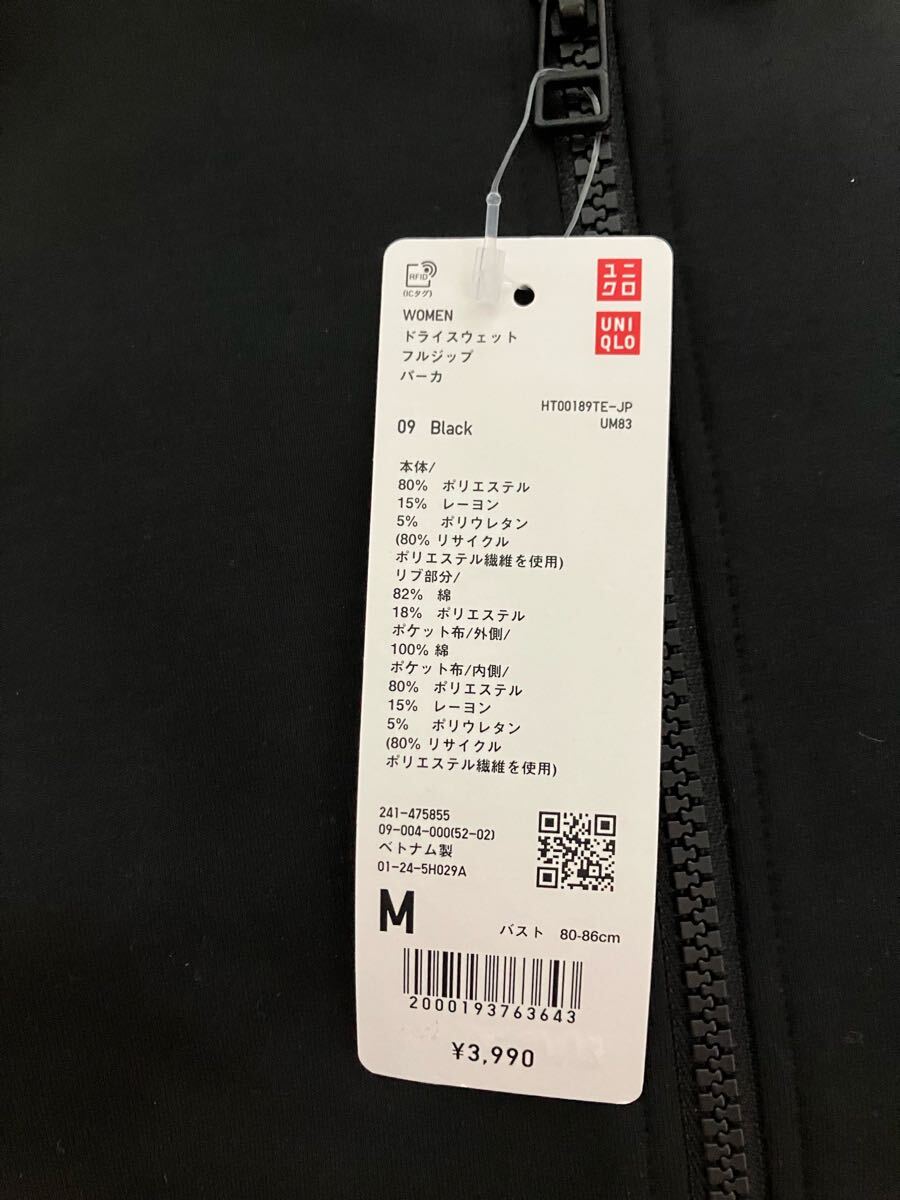 RFID
(ICタグ)
ユニ
クロ
UNI
QLO
WOMEN
ドライスウェット
フルジップ
パーカ
HT00189TE-JP
UM83
09 Black
本体/
80% ポリエステル
15% レーヨン
5% ポリウレタン
(80% リサイクル
ポリエステル繊維を使用)
リブ部分/
82% 綿
18% ポリエステル
ポケット布/外側/
100% 綿
ポケット布/内側/
80% ポリエステル
15% レーヨン
5% ポリウレタン
(80% リサイクル
ポリエステル繊維を使用)
241-475855
09-004-000(52-02)
ベトナム製
01-24-5H029A
M
バスト 80-86cm
2000193763643
¥3,990